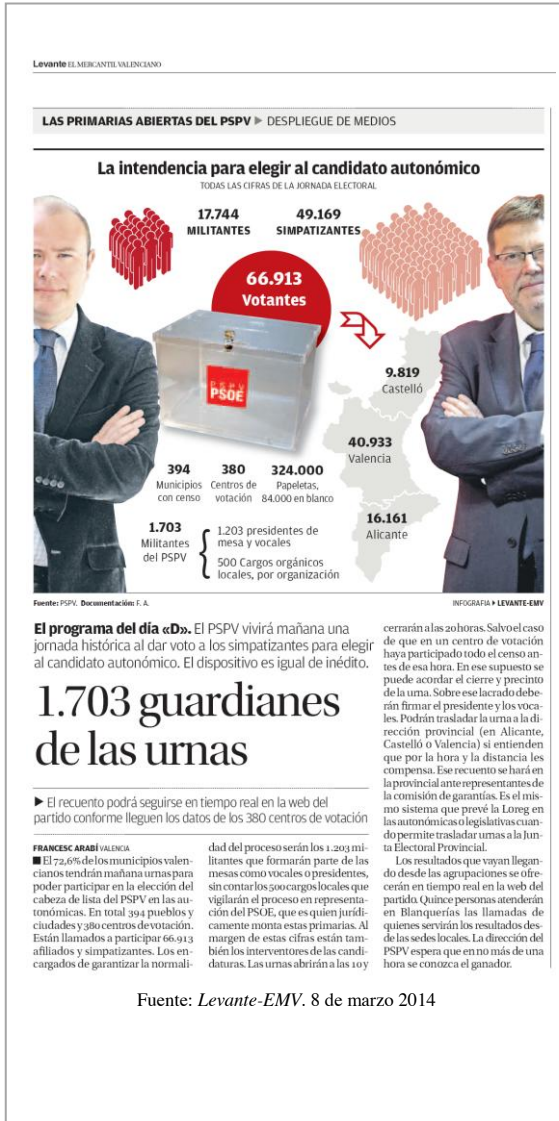 Levante EL MERCANTIL VALENCIANO
LAS PRIMARIAS ABIERTAS DEL PSPV ▶ DESPLIEGUE DE MEDIOS
La intendencia para elegir al candidato autonómico
TODAS LAS CIFRAS DE LA JORNADA ELECTORAL
17.744
MILITANTES
49.169
SIMPATIZANTES
66.913
Votantes
PSPV
PSOE
9.819
Castelló
40.933
Valencia
16.161
Alicante
394
Municipios
con censo
380
Centros de
votación
324.000
Papeletas,
84.000 en blanco
1.703
Militantes
del PSPV
1.203 presidentes de
mesa y vocales
500 Cargos orgánicos
locales, por organización
Fuente: PSPV. Documentación: F. A.
INFOGRAFIA ▶ LEVANTE-EMV
El programa del día «D». El PSPV vivirá mañana una
jornada histórica al dar voto a los simpatizantes para elegir
al candidato autonómico. El dispositivo es igual de inédito.
1.703 guardianes
de las urnas
▶ El recuento podrá seguirse en tiempo real en la web del
partido conforme lleguen los datos de los 380 centros de votación
FRANCESC ARABÍ VALENCIA
■ El 72,6% de los municipios valen-
cianos tendrán mañana urnas para
poder participar en la elección del
cabeza de lista del PSPV en las au-
tonómicas. En total 394 pueblos y
ciudades y 380 centros de votación.
Están llamados a participar 66.913
afiliados y simpatizantes. Los en-
cargados de garantizar la normali-
dad del proceso serán los 1.203 mi-
litantes que formarán parte de las
mesas como vocales o presidentes,
sin contar los 500 cargos locales que
vigilarán el proceso en representa-
ción del PSOE, que es quien jurídi-
camente monta estas primarias. Al
margen de estas cifras están tam-
bién los interventores de las candi-
daturas. Las urnas abrirán a las 10 y
cerrarán a las 20 horas. Salvo el caso
de que en un centro de votación
haya participado todo el censo an-
tes de esa hora. En ese supuesto se
puede acordar el cierre y precinto
de la urna. Sobre ese lacrado debe-
rán firmar el presidente y los voca-
les. Podrán trasladar la urna a la di-
rección provincial (en Alicante,
Castelló o Valencia) si entienden
que por la hora y la distancia les
compensa. Ese recuento se hará en
la provincial ante representantes de
la comisión de garantías. Es el mis-
mo sistema que prevé la Loreg en
las autonómicas o legislativas cuan-
do permite trasladar urnas a la Jun-
ta Electoral Provincial.
Los resultados que vayan llegan-
do desde las agrupaciones se ofre-
cerán en tiempo real en la web del
partido. Quince personas atenderán
en Blanquerías las llamadas de
quienes servirán los resultados des-
de las sedes locales. La dirección del
PSPV espera que en no más de una
hora se conozca el ganador.
Fuente: Levante-EMV. 8 de marzo 2014